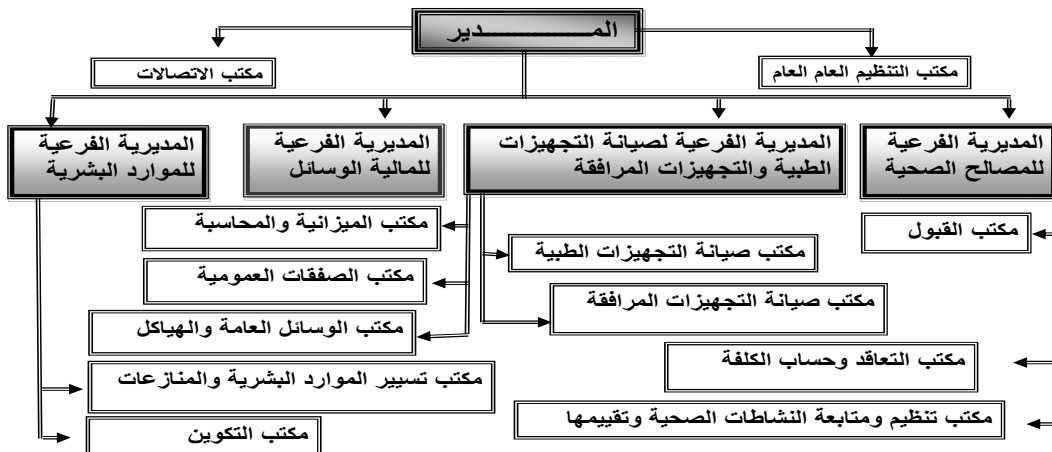 المـــــــــــدير
مكتب التنظيم العام العام
مكتب الاتصالات
المديرية الفرعية
للمصالح الصحية
المديرية الفرعية لصيانة التجهيزات
الطبية والتجهيزات المرافقة
المديرية الفرعية
للمالية الوسائل
المديرية الفرعية
للموارد البشرية
مكتب القبول
مكتب الميزانية والمحاسبة
مكتب صيانة التجهيزات الطبية
مكتب الصفقات العمومية
مكتب صيانة التجهيزات المرافقة
مكتب الوسائل العامة والهياكل
مكتب التعاقد وحساب الكلفة
مكتب تسيير الموارد البشرية والمنازعات
مكتب تنظيم ومتابعة النشاطات الصحية وتقييمها
مكتب التكوين